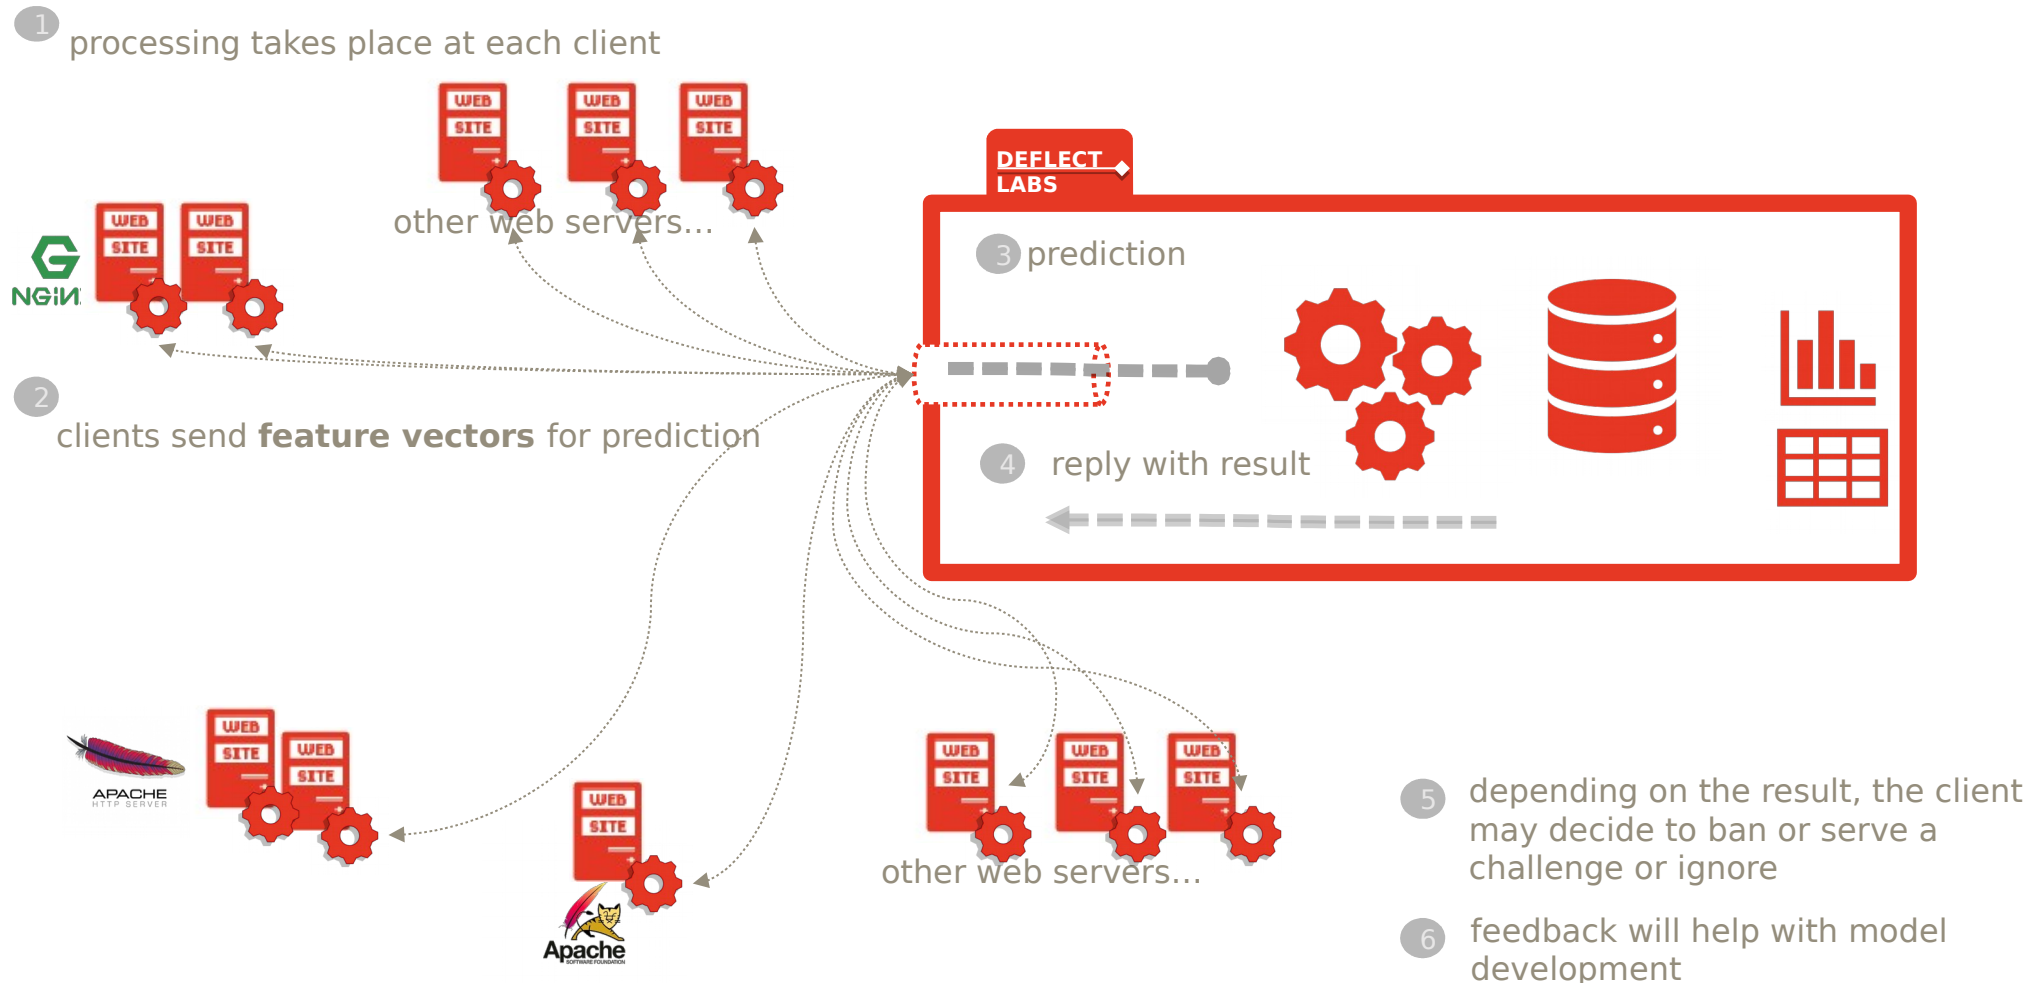 1
processing takes place at each client
WEB SITE
WEB SITE
WEB SITE
other web servers...
WEB SITE
WEB SITE
NGiN
DEFLECT
LABS
3 prediction
2
clients send feature vectors for prediction
4 reply with result
WEB SITE
WEB SITE
APACHE
HTTP SERVER
WEB SITE
Apache
SOFTWARE FOUNDATION
WEB SITE
WEB SITE
WEB SITE
other web servers...
5 depending on the result, the client
may decide to ban or serve a
challenge or ignore
6 feedback will help with model
development